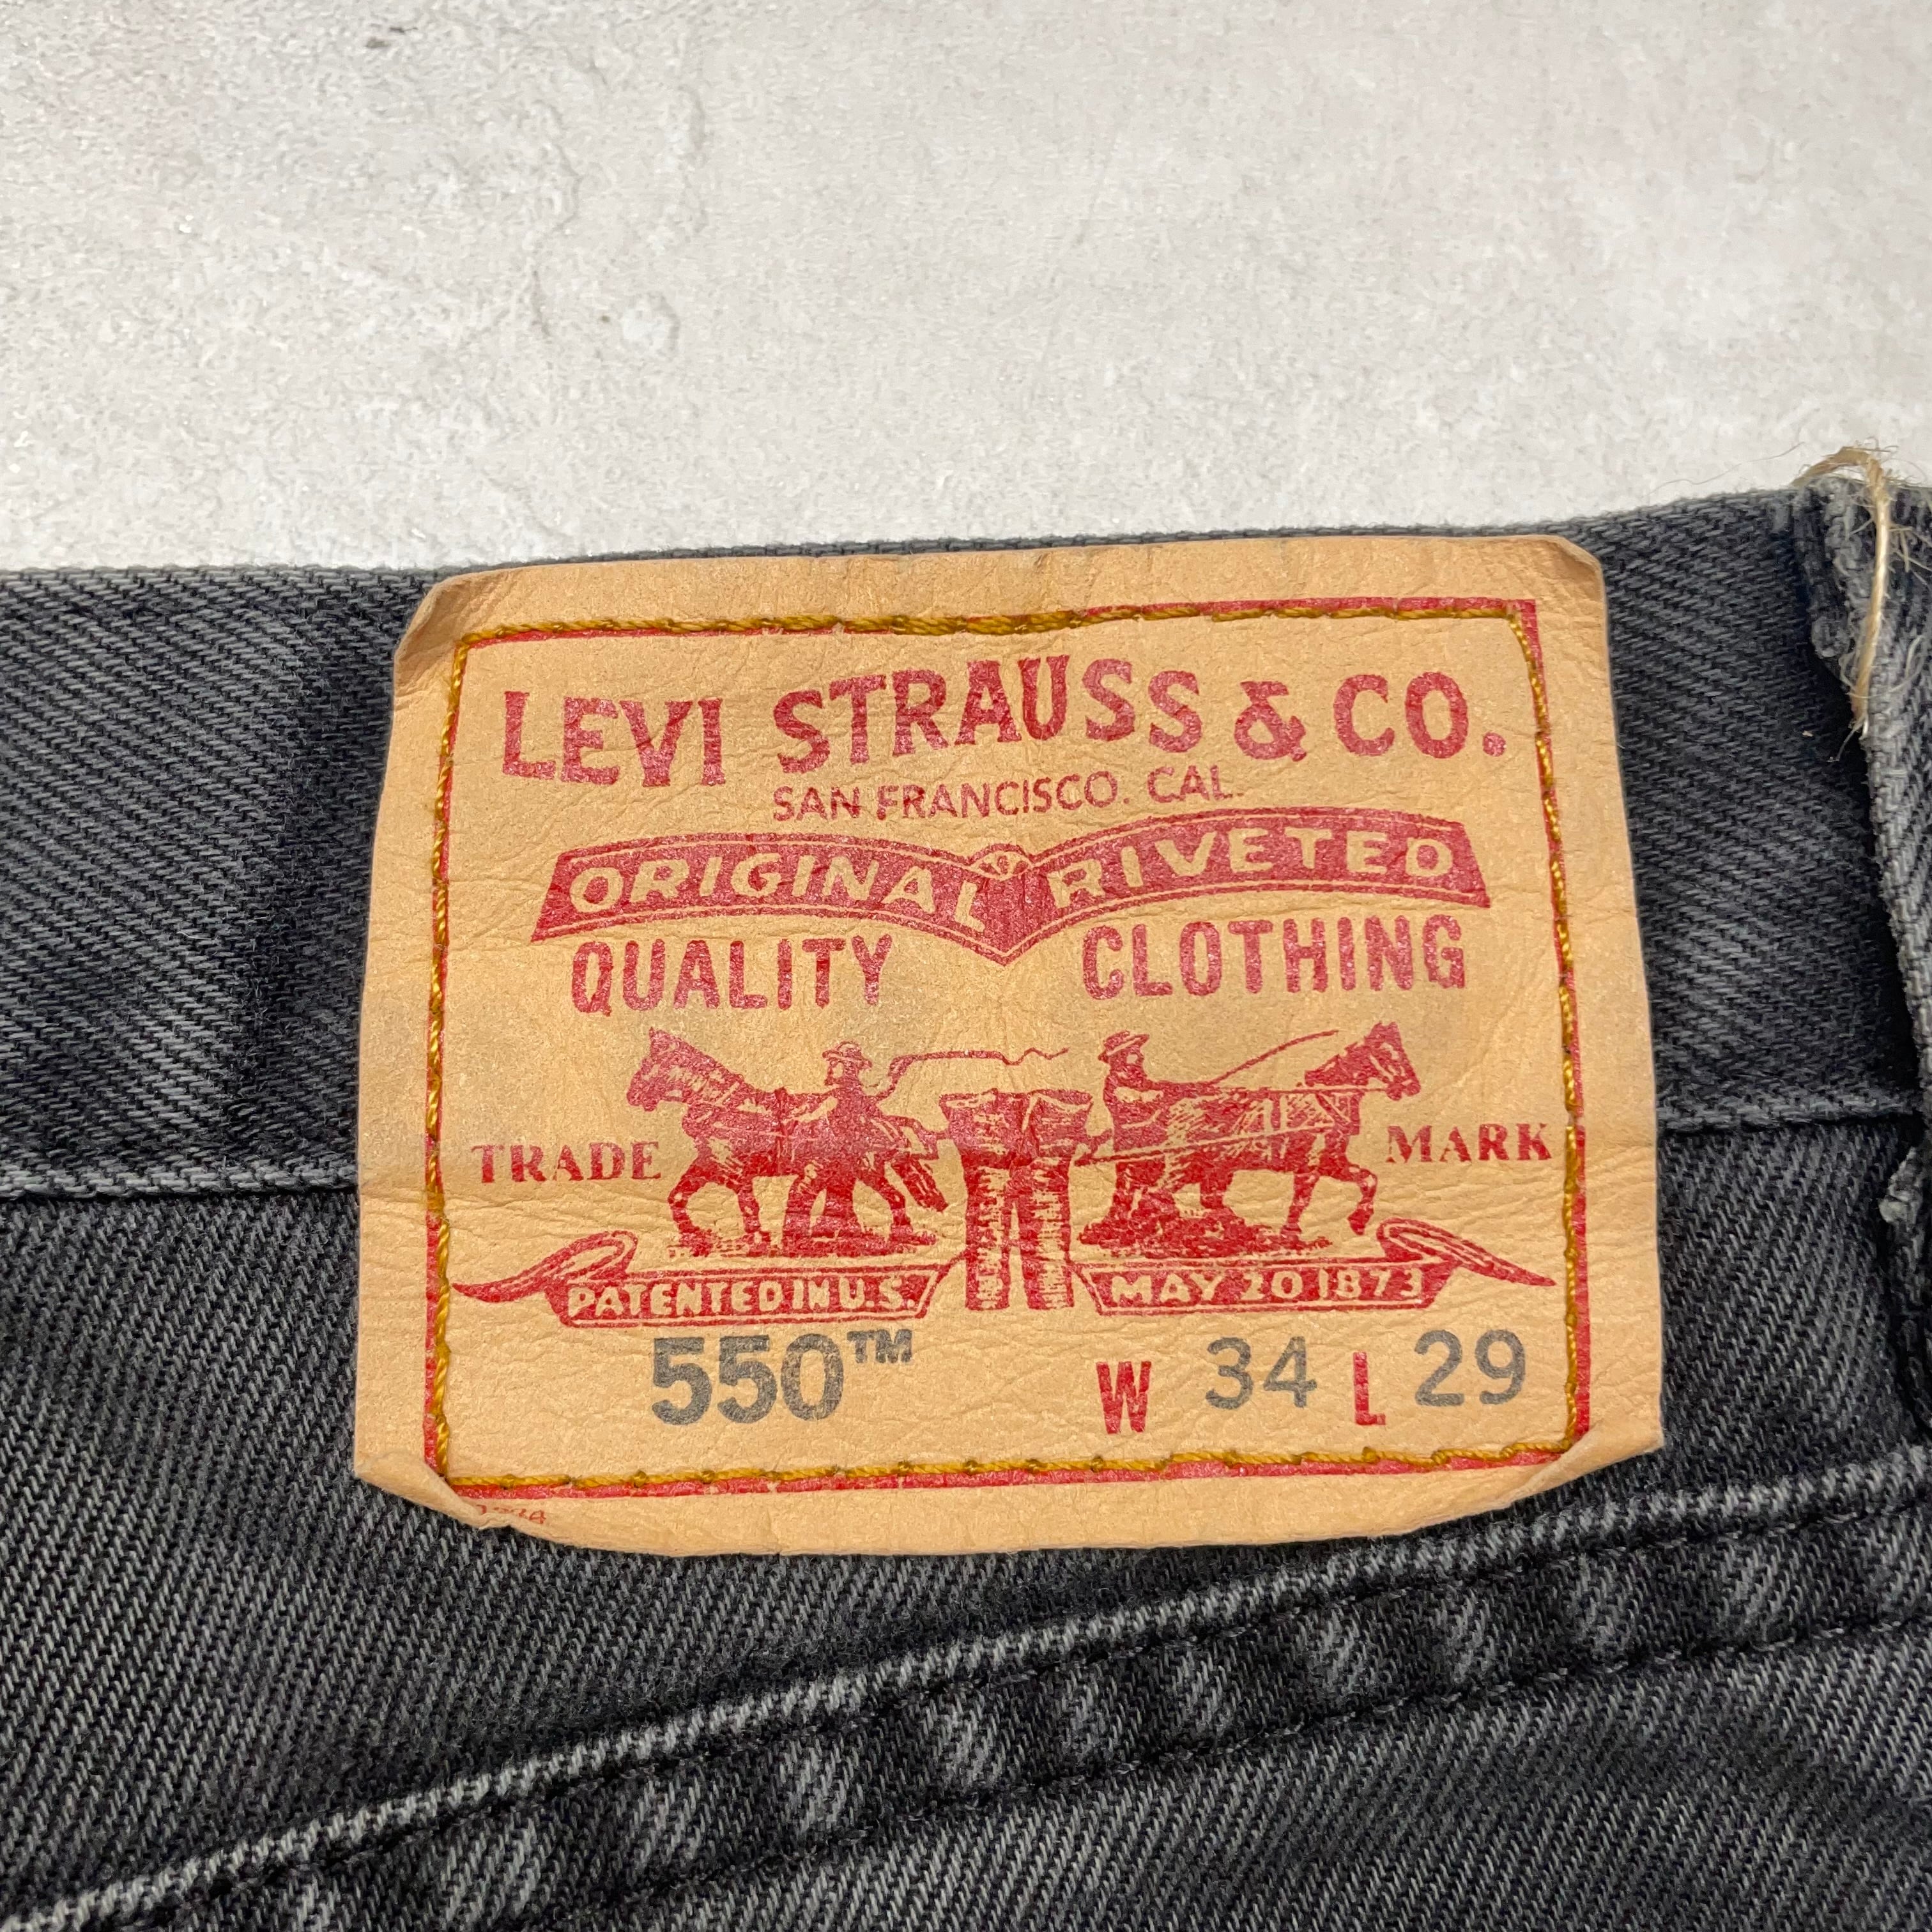 LEVI STRAUSS & CO.
SAN FRANCISCO. CAL.
ORIGINAL RIVETED
QUALITY CLOTHING
TRADE MARK
PATENTED IN U.S. MAY 20 1873
550™ W 34 L 29